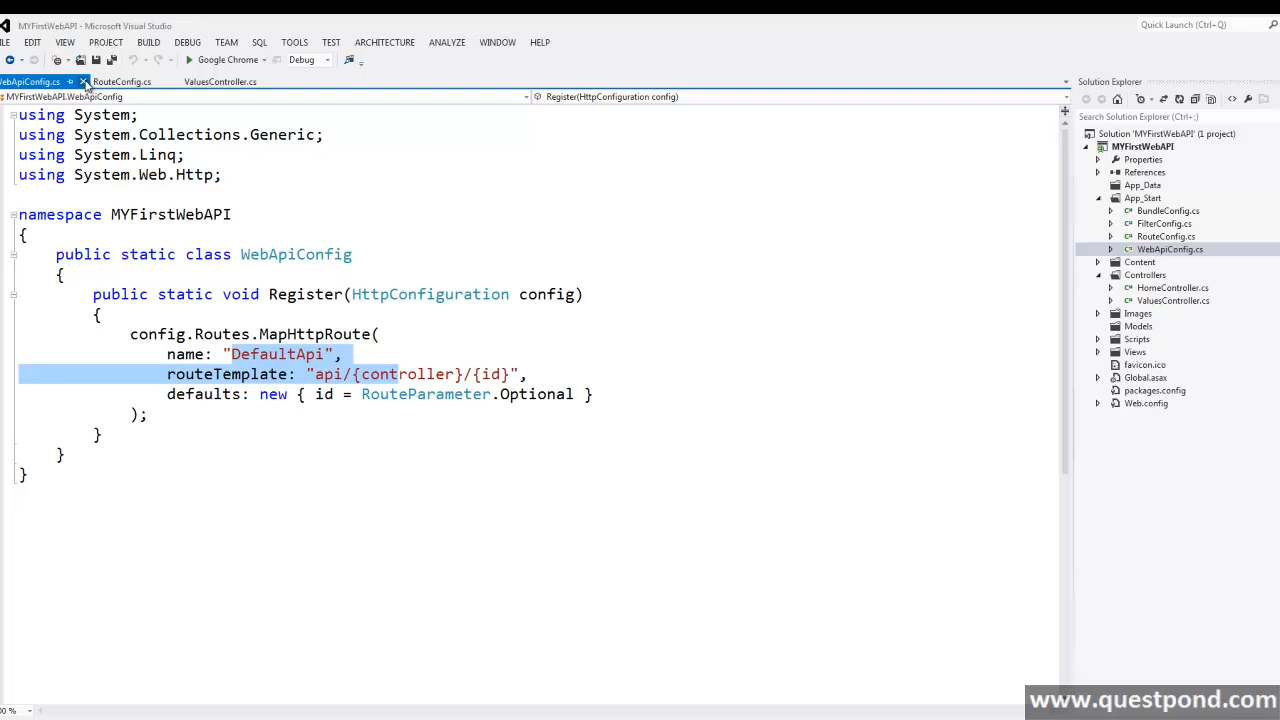 MYFirstWebAPI - Microsoft Visual Studio
Quick Launch (Ctrl+Q)
ILE EDIT VIEW PROJECT BUILD DEBUG TEAM SQL TOOLS TEST ARCHITECTURE ANALYZE WINDOW HELP
Google Chrome Debug
WebApiConfig.cs RouteConfig.cs ValuesController.cs
MYFirstWebAPI.WebApiConfig
Register(HttpConfiguration config)
using System;
using System.Collections.Generic;
using System.Linq;
using System.Web.Http;
namespace MYFirstWebAPI
{
public static class WebApiConfig
{
public static void Register(HttpConfiguration config)
{
config.Routes.MapHttpRoute(
name: "DefaultApi",
routeTemplate: "api/{controller}/{id}",
defaults: new { id = RouteParameter.Optional }
);
}
}
}
00 %
Solution Explorer
Search Solution Explorer (Ctrl+;)
Solution 'MYFirstWebAPI' (1 project)
MYFirstWebAPI
Properties
References
App_Data
App_Start
BundleConfig.cs
FilterConfig.cs
RouteConfig.cs
WebApiConfig.cs
Content
Controllers
HomeController.cs
ValuesController.cs
Images
Models
Scripts
Views
favicon.ico
Global.asax
packages.config
Web.config
www.questpond.com